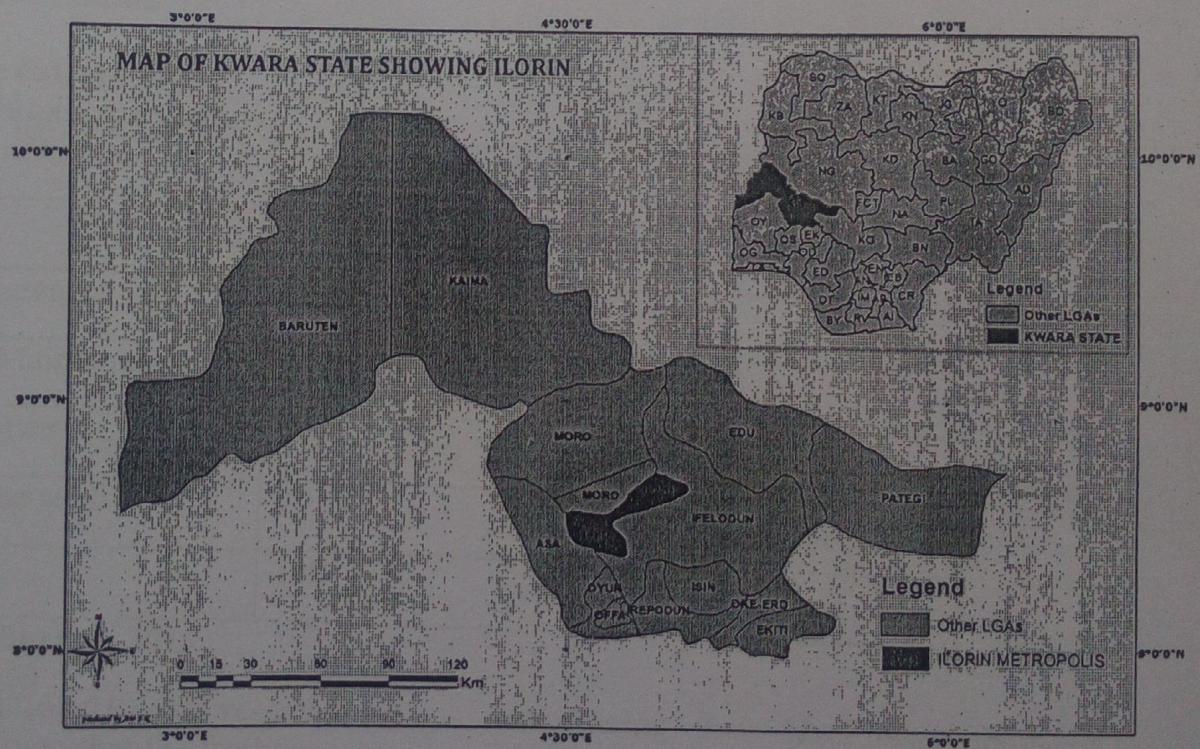 3°0'0"E
4°30'0"E
6°0'0"E
MAP OF KWARA STATE SHOWING ILORIN
10°0'0"N
10°0'0"N
SO
KB
ZA
KT
KN
JG
BO
NG
KD
BA
GO
AD
FCT
NA
PL
TA
OY
OS
EK
KO
BN
OG
ED
EN
EB
DT
IM
CR
BY
RV
Legend
Other LGAs
KWARA STATE
KAIMA
BARUTEN
9°0'0"N
9°0'0"N
MORO
EDU
MORO
IFELODUN
PATEGI
ASA
OYUN
OFFA
IREPODUN
ISIN
OKE ERO
EKITI
Legend
Other LGAs
ILORIN METROPOLIS
8°0'0"N
8°0'0"N
0 15 30 60 90 120
Km
3°0'0"E
4°30'0"E
6°0'0"E